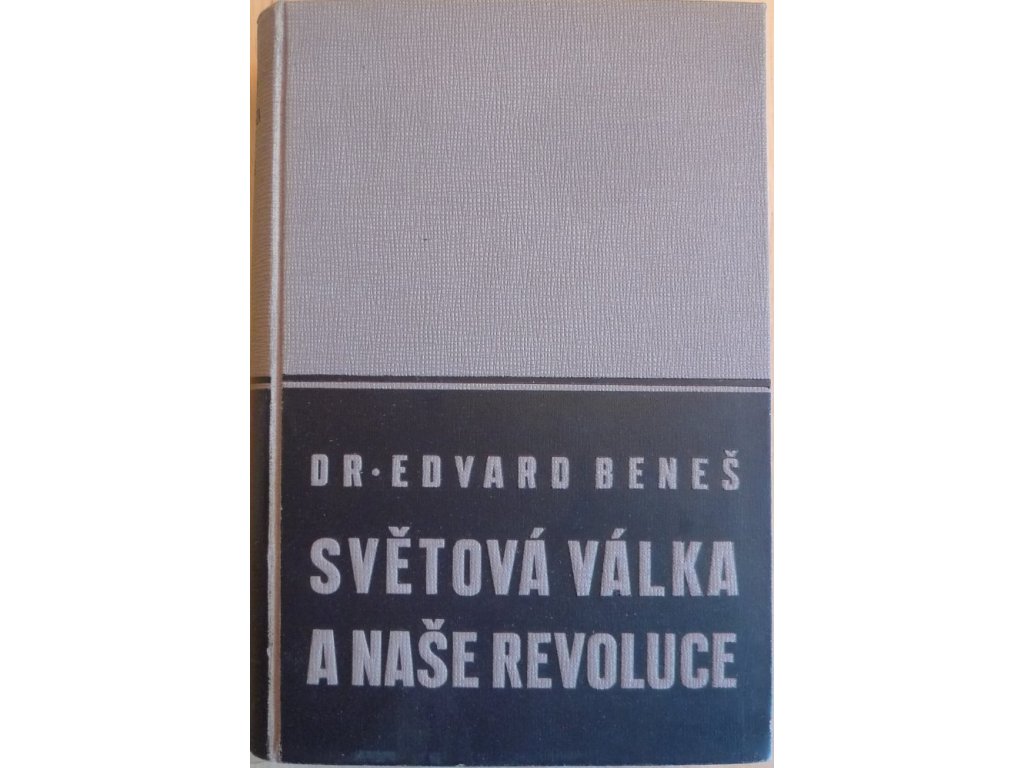 DR·EDVARD BENEŠ
SVĚTOVÁ VÁLKA
A NAŠE REVOLUCE